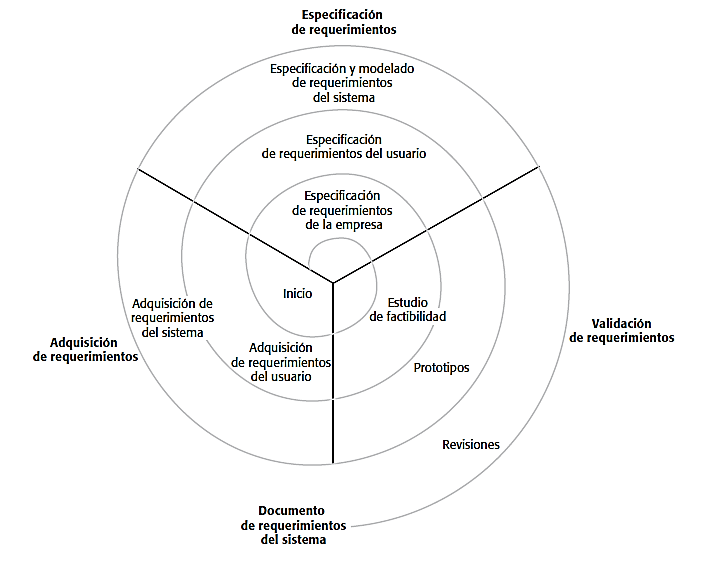 Especificación
de requerimientos
Especificación y modelado
de requerimientos
del sistema
Especificación
de requerimientos del usuario
Especificación
de requerimientos
de la empresa
Inicio
Estudio
de factibilidad
Adquisición de
requerimientos
del sistema
Validación
de requerimientos
Adquisición
de requerimientos
Adquisición
de requerimientos
del usuario
Prototipos
Revisiones
Documento
de requerimientos
del sistema